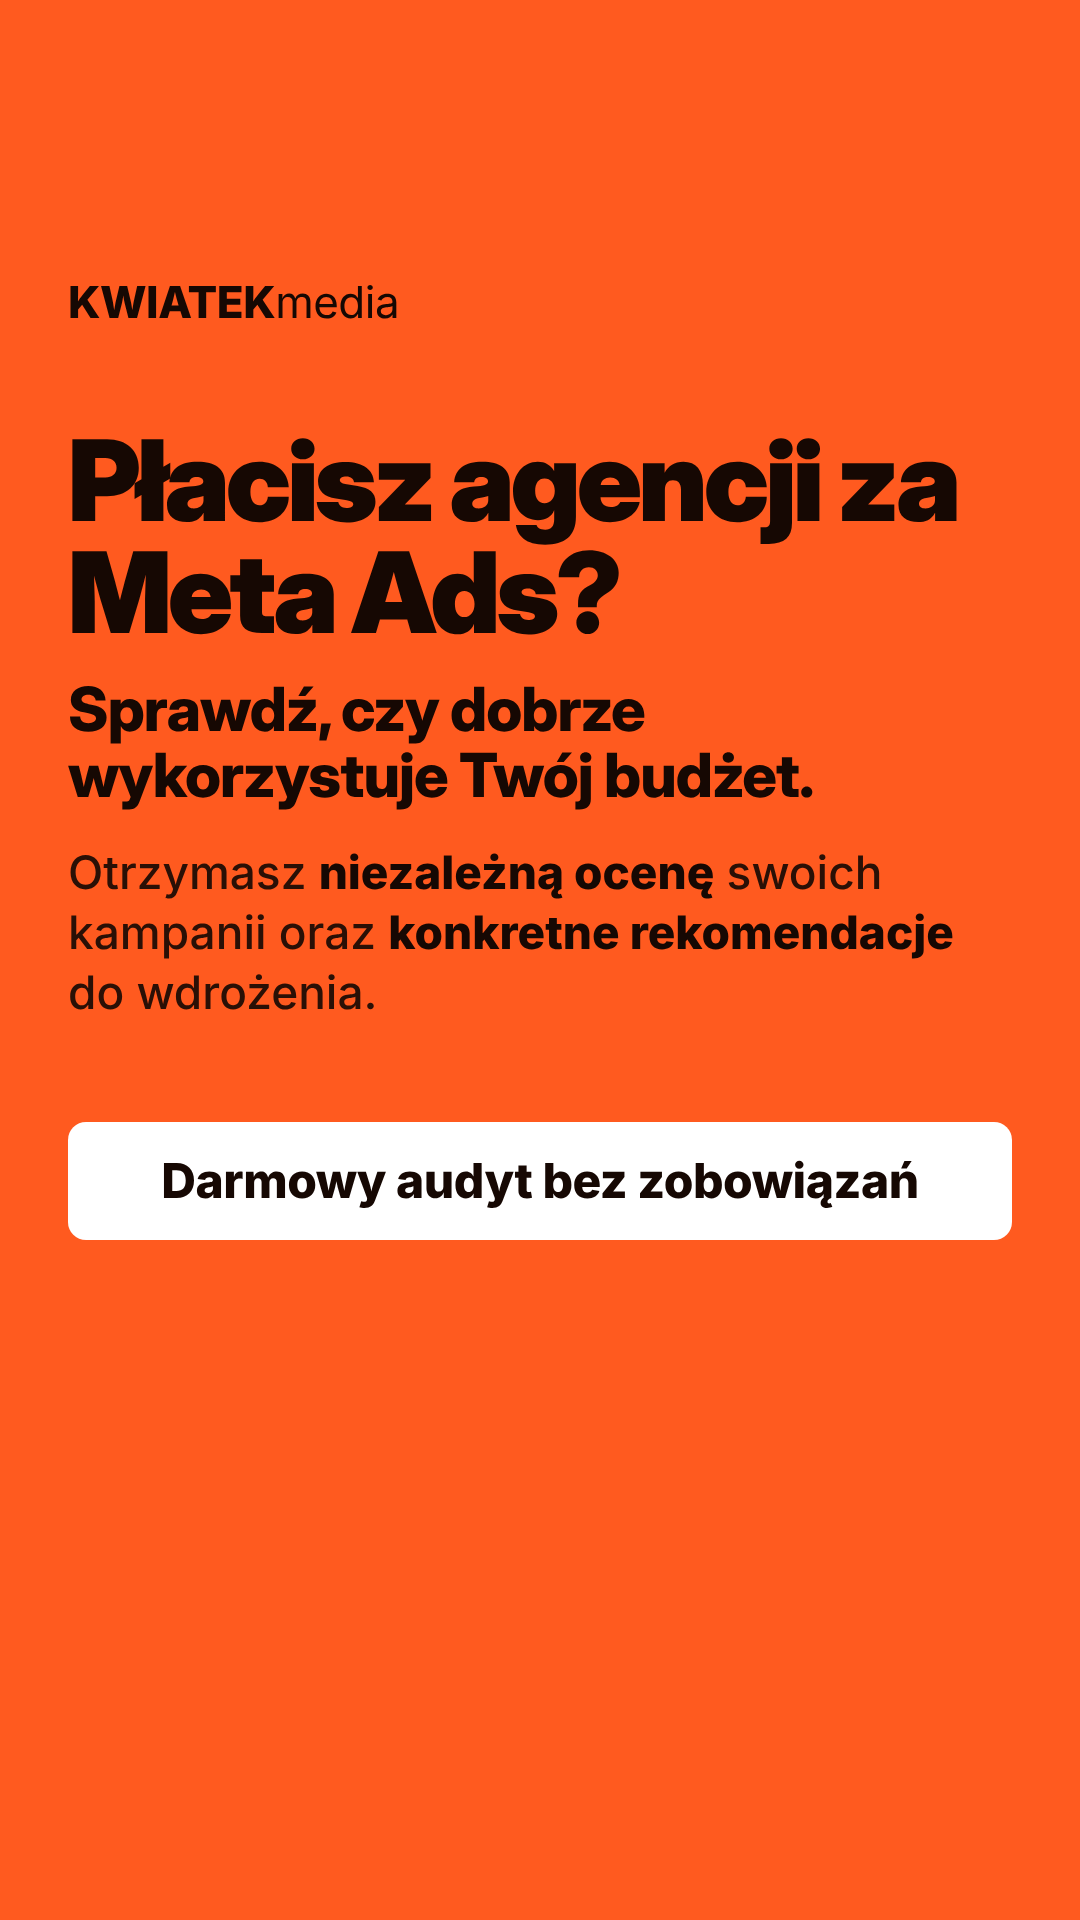 KWIATEKmedia
Płacisz agencji za
Meta Ads?
Sprawdź, czy dobrze
wykorzystuje Twój budżet.
Otrzymasz niezależną ocenę swoich
kampanii oraz konkretne rekomendacje
do wdrożenia.
Darmowy audyt bez zobowiązań